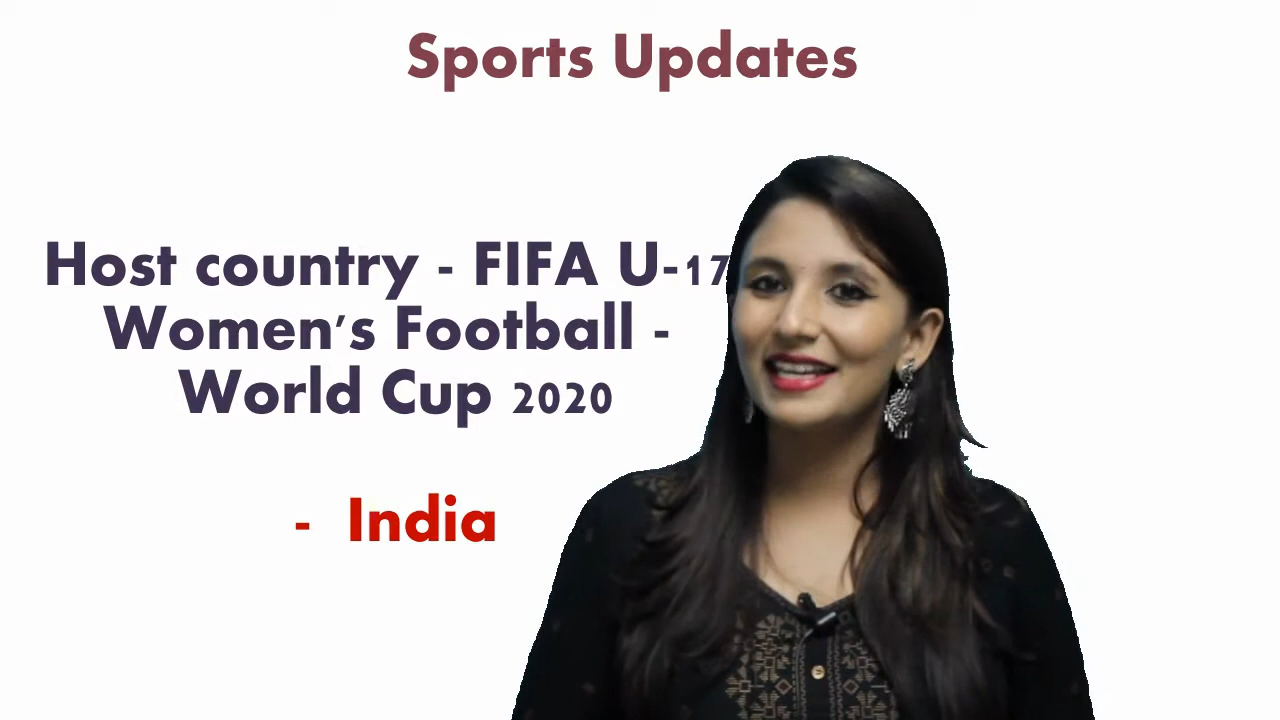 Sports Updates
Host country - FIFA U-17
Women's Football -
World Cup 2020
- India